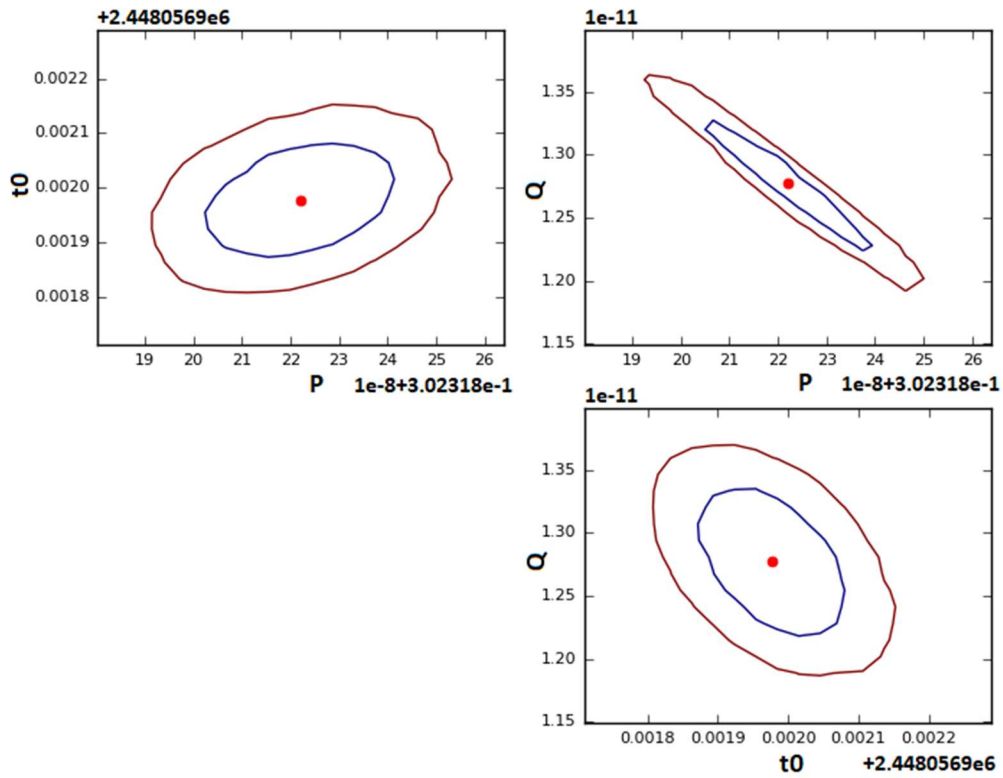 +2.4480569e6
0.0022
0.0021
0.0020
0.0019
0.0018
t0
19 20 21 22 23 24 25 26
P 1e-8+3.02318e-1
1e-11
1.35
1.30
1.25
1.20
1.15
Q
19 20 21 22 23 24 25 26
P 1e-8+3.02318e-1
1e-11
1.35
1.30
1.25
1.20
1.15
Q
0.0018 0.0019 0.0020 0.0021 0.0022
t0 +2.4480569e6